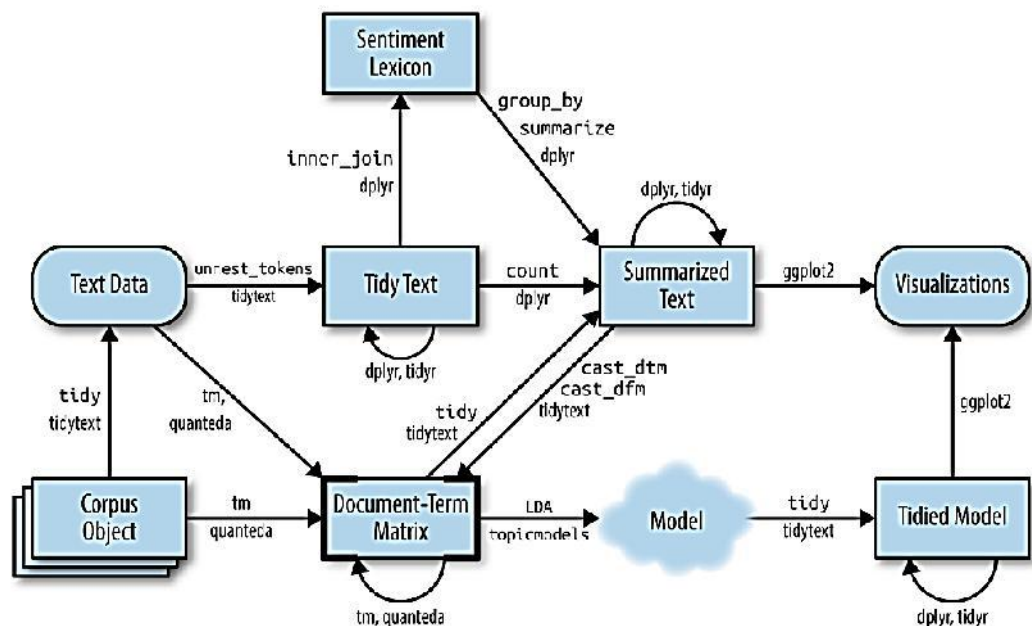 Sentiment
Lexicon
group_by
summarize
dplyr
inner_join
dplyr
dplyr, tidyr
Text Data
unrest_tokens
tidytext
Tidy Text
count
dplyr
Summarized
Text
ggplot2
Visualizations
dplyr, tidyr
tidy
tidytext
tm,
quanteda
tidy
tidytext
cast_dtm
cast_dfm
tidytext
ggplot2
Corpus
Object
tm
quanteda
Document-Term
Matrix
LDA
topicmodels
Model
tidy
tidytext
Tidied Model
tm, quanteda
dplyr, tidyr